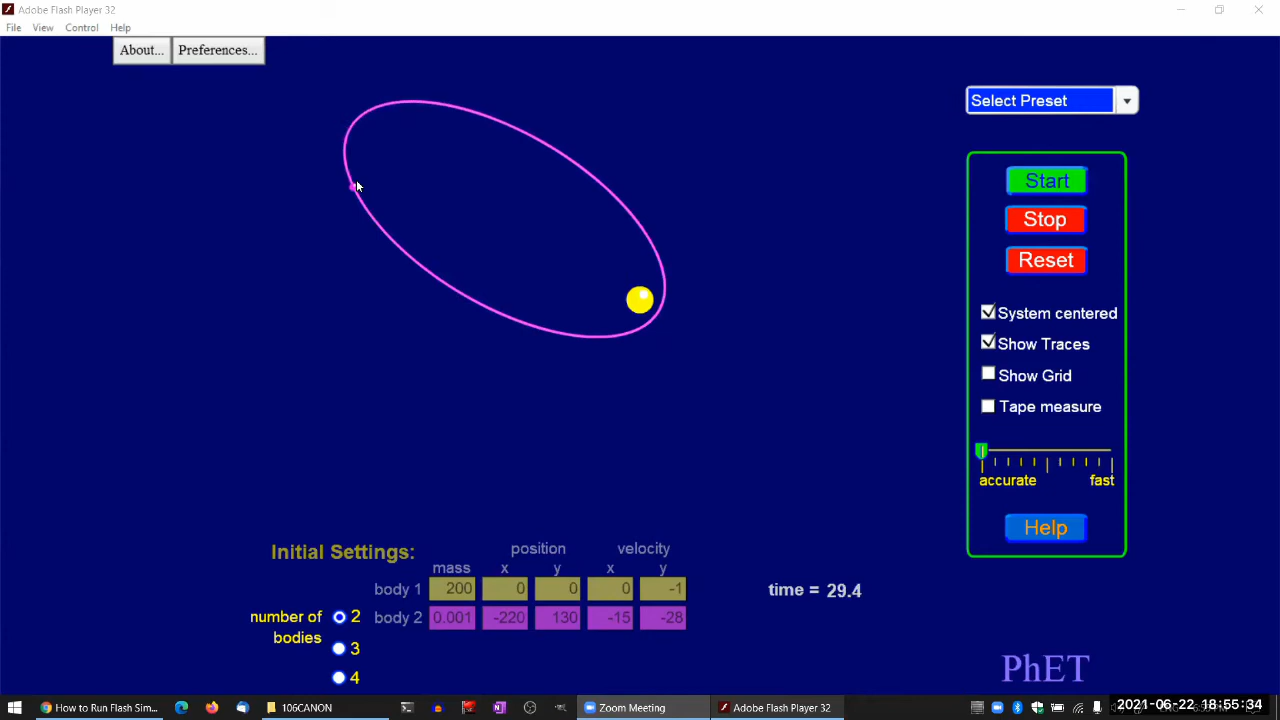 Adobe Flash Player 32
File View Control Help
About... Preferences...
Select Preset
Start
Stop
Reset
System centered
Show Traces
Show Grid
Tape measure
accurate fast
Help
Initial Settings:
position velocity
mass x y x y
body 1 200 0 0 0 -1
body 2 0.001 -220 130 -15 -28
number of bodies
2
3
4
time = 29.4
PhET
How to Run Flash Sim...
106CANON
Zoom Meeting
Adobe Flash Player 32
2021-06-22 18:55:34